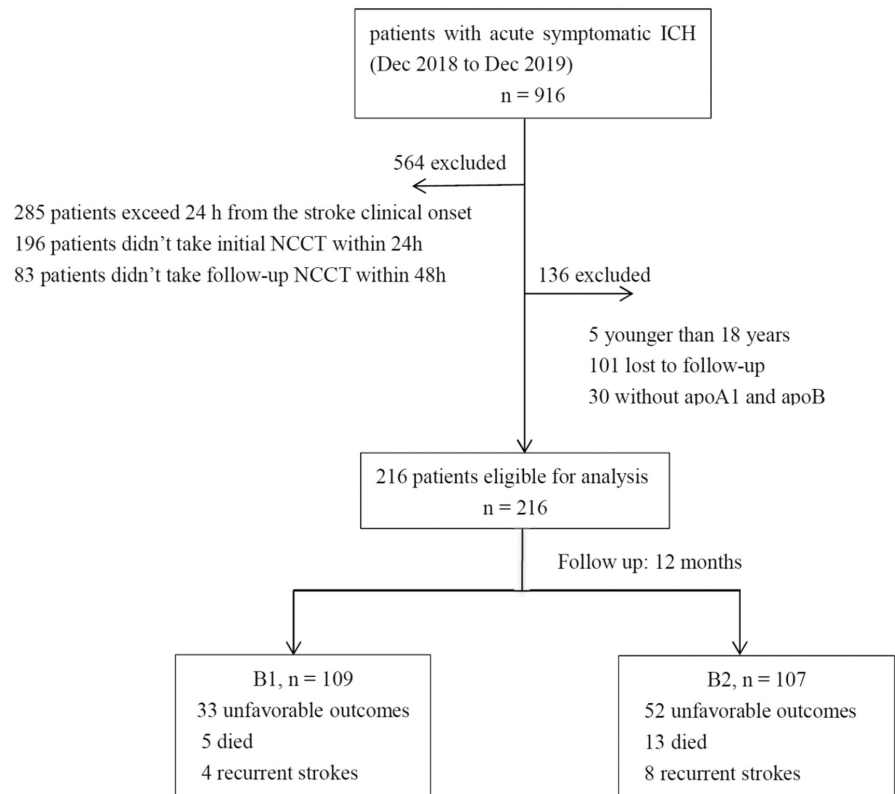 patients with acute symptomatic ICH
(Dec 2018 to Dec 2019)
n = 916
564 excluded
285 patients exceed 24 h from the stroke clinical onset
196 patients didn’t take initial NCCT within 24h
83 patients didn’t take follow-up NCCT within 48h
136 excluded
5 younger than 18 years
101 lost to follow-up
30 without apoA1 and apoB
216 patients eligible for analysis
n = 216
Follow up: 12 months
B1, n = 109
33 unfavorable outcomes
5 died
4 recurrent strokes
B2, n = 107
52 unfavorable outcomes
13 died
8 recurrent strokes